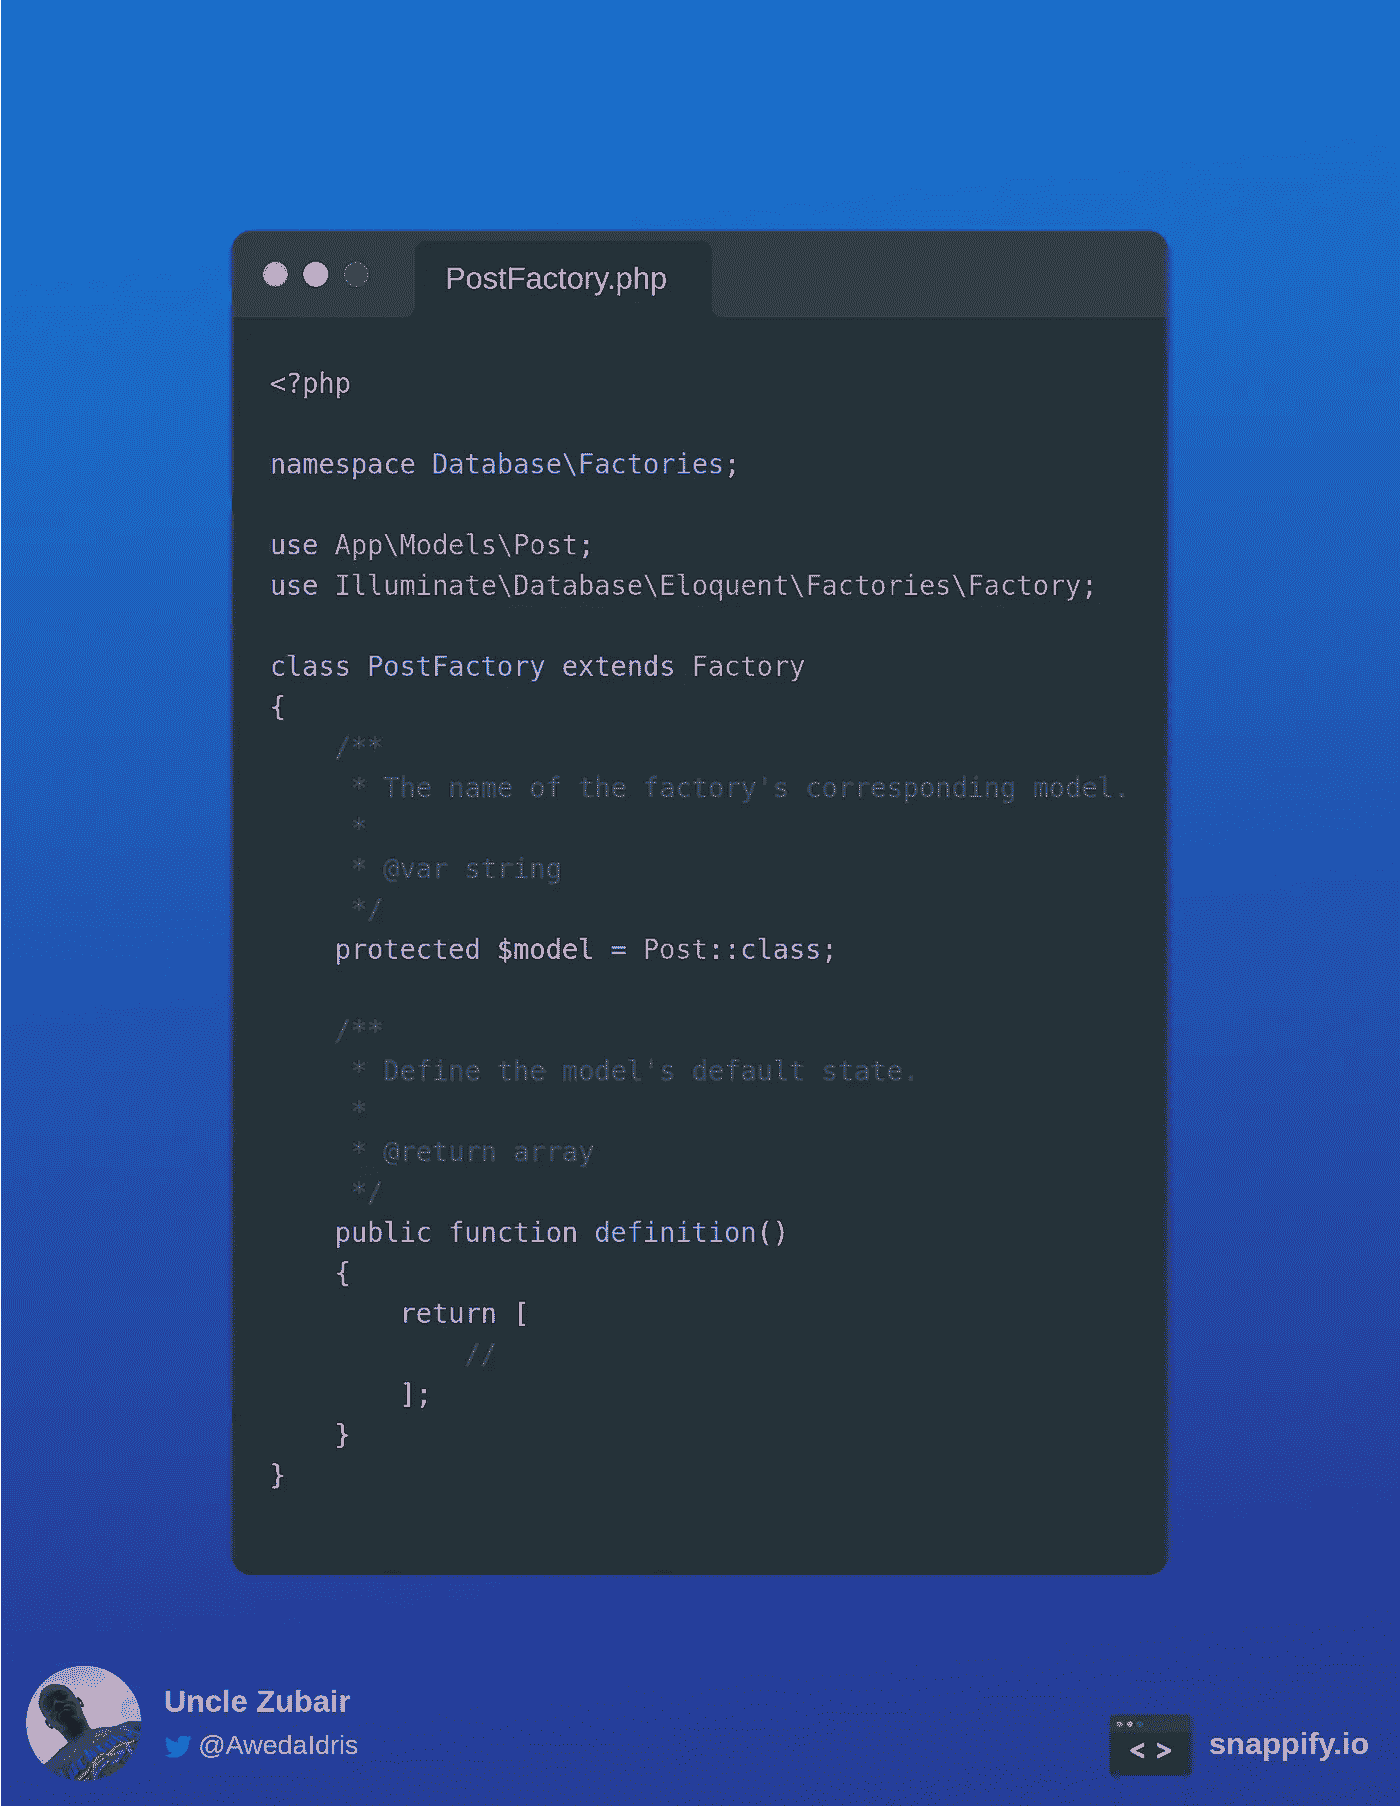 PostFactory.php
<?php
namespace Database\Factories;
use App\Models\Post;
use Illuminate\Database\Eloquent\Factories\Factory;
class PostFactory extends Factory
{
    /**
     * The name of the factory's corresponding model.
     *
     * @var string
     */
    protected $model = Post::class;
    /**
     * Define the model's default state.
     *
     * @return array
     */
    public function definition()
    {
        return [
            //
        ];
    }
}
Uncle Zubair
@AwedaIdris
< >
snappify.io